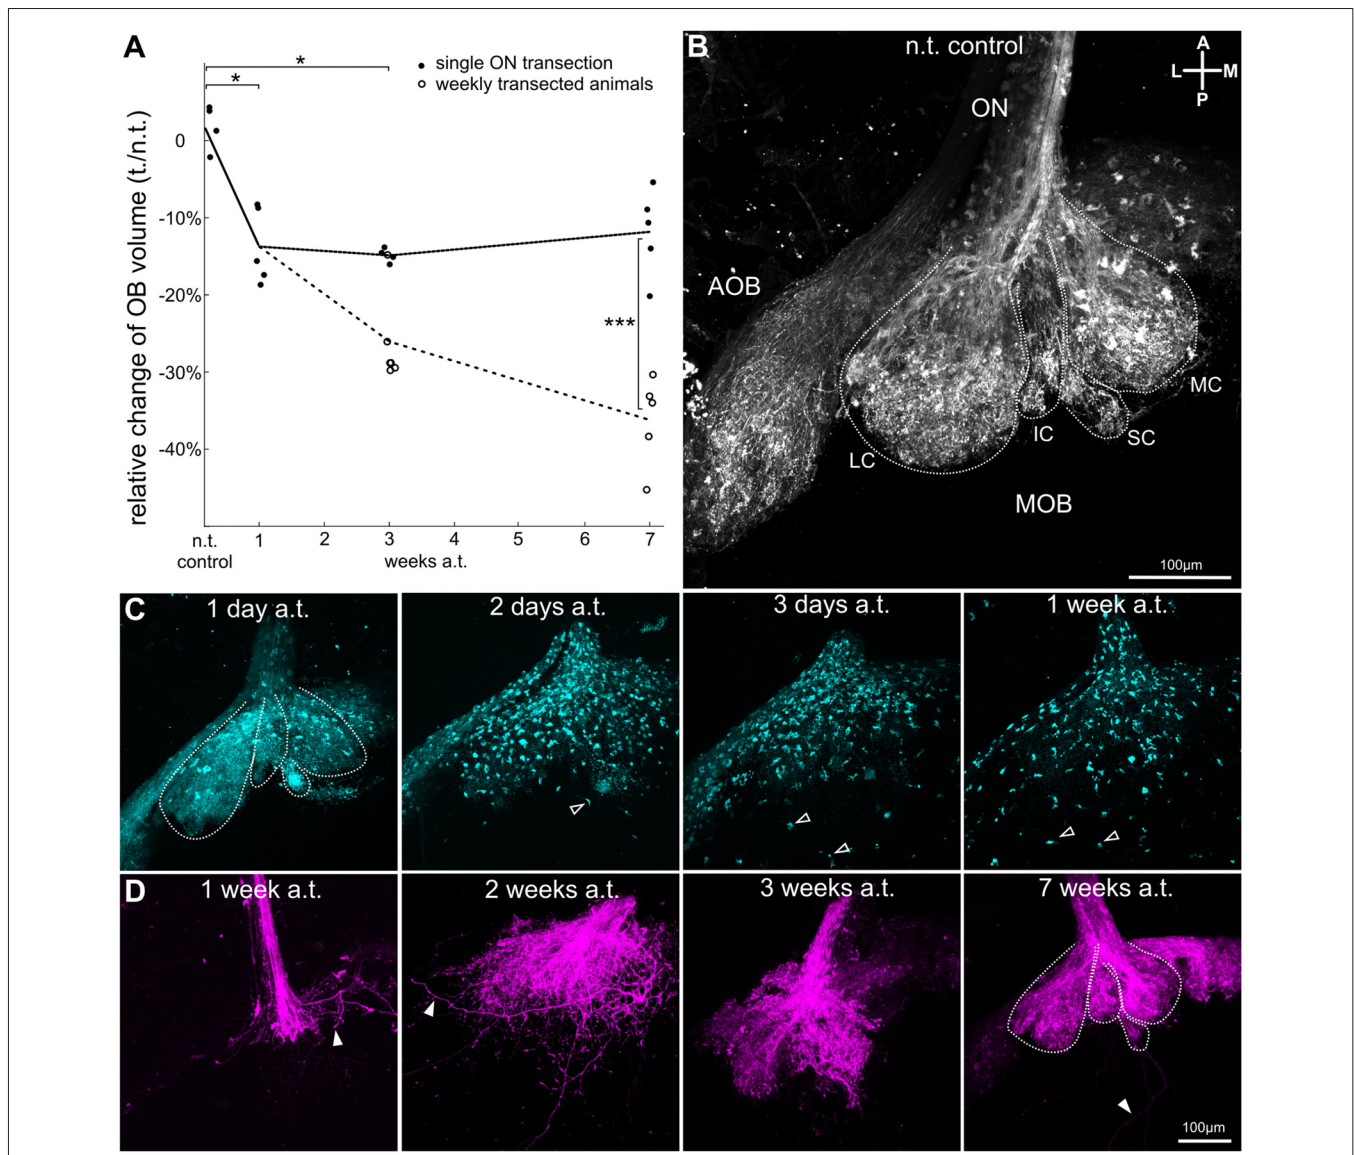 A
single ON transection
weekly transected animals
*
*
***
relative change of OB volume (t./n.t.)
0
-10%
-20%
-30%
-40%
n.t.
control
1
2
3
4
5
6
7
weeks a.t.
B
n.t. control
A
L
M
P
ON
AOB
MC
IC
SC
LC
MOB
100µm
C
1 day a.t.
2 days a.t.
3 days a.t.
1 week a.t.
D
1 week a.t.
2 weeks a.t.
3 weeks a.t.
7 weeks a.t.
100µm